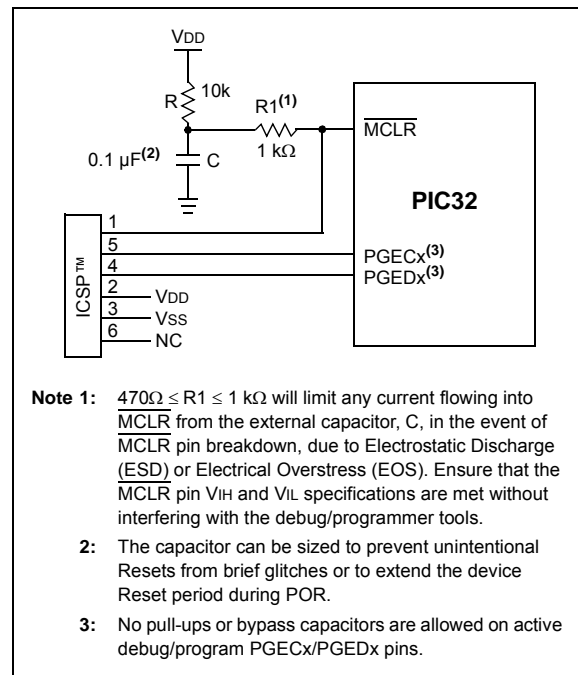 VDD
10k
R
R1(1)
MCLR
0.1 µF(2)
C
1 kΩ
PIC32
ICSP™
1
5
PGECx(3)
4
PGEDx(3)
2
VDD
3
VSS
6
NC
Note 1: 470Ω ≤ R1 ≤ 1 kΩ will limit any current flowing into
MCLR from the external capacitor, C, in the event of
MCLR pin breakdown, due to Electrostatic Discharge
(ESD) or Electrical Overstress (EOS). Ensure that the
MCLR pin VIH and VIL specifications are met without
interfering with the debug/programmer tools.
2: The capacitor can be sized to prevent unintentional
Resets from brief glitches or to extend the device
Reset period during POR.
3: No pull-ups or bypass capacitors are allowed on active
debug/program PGECx/PGEDx pins.